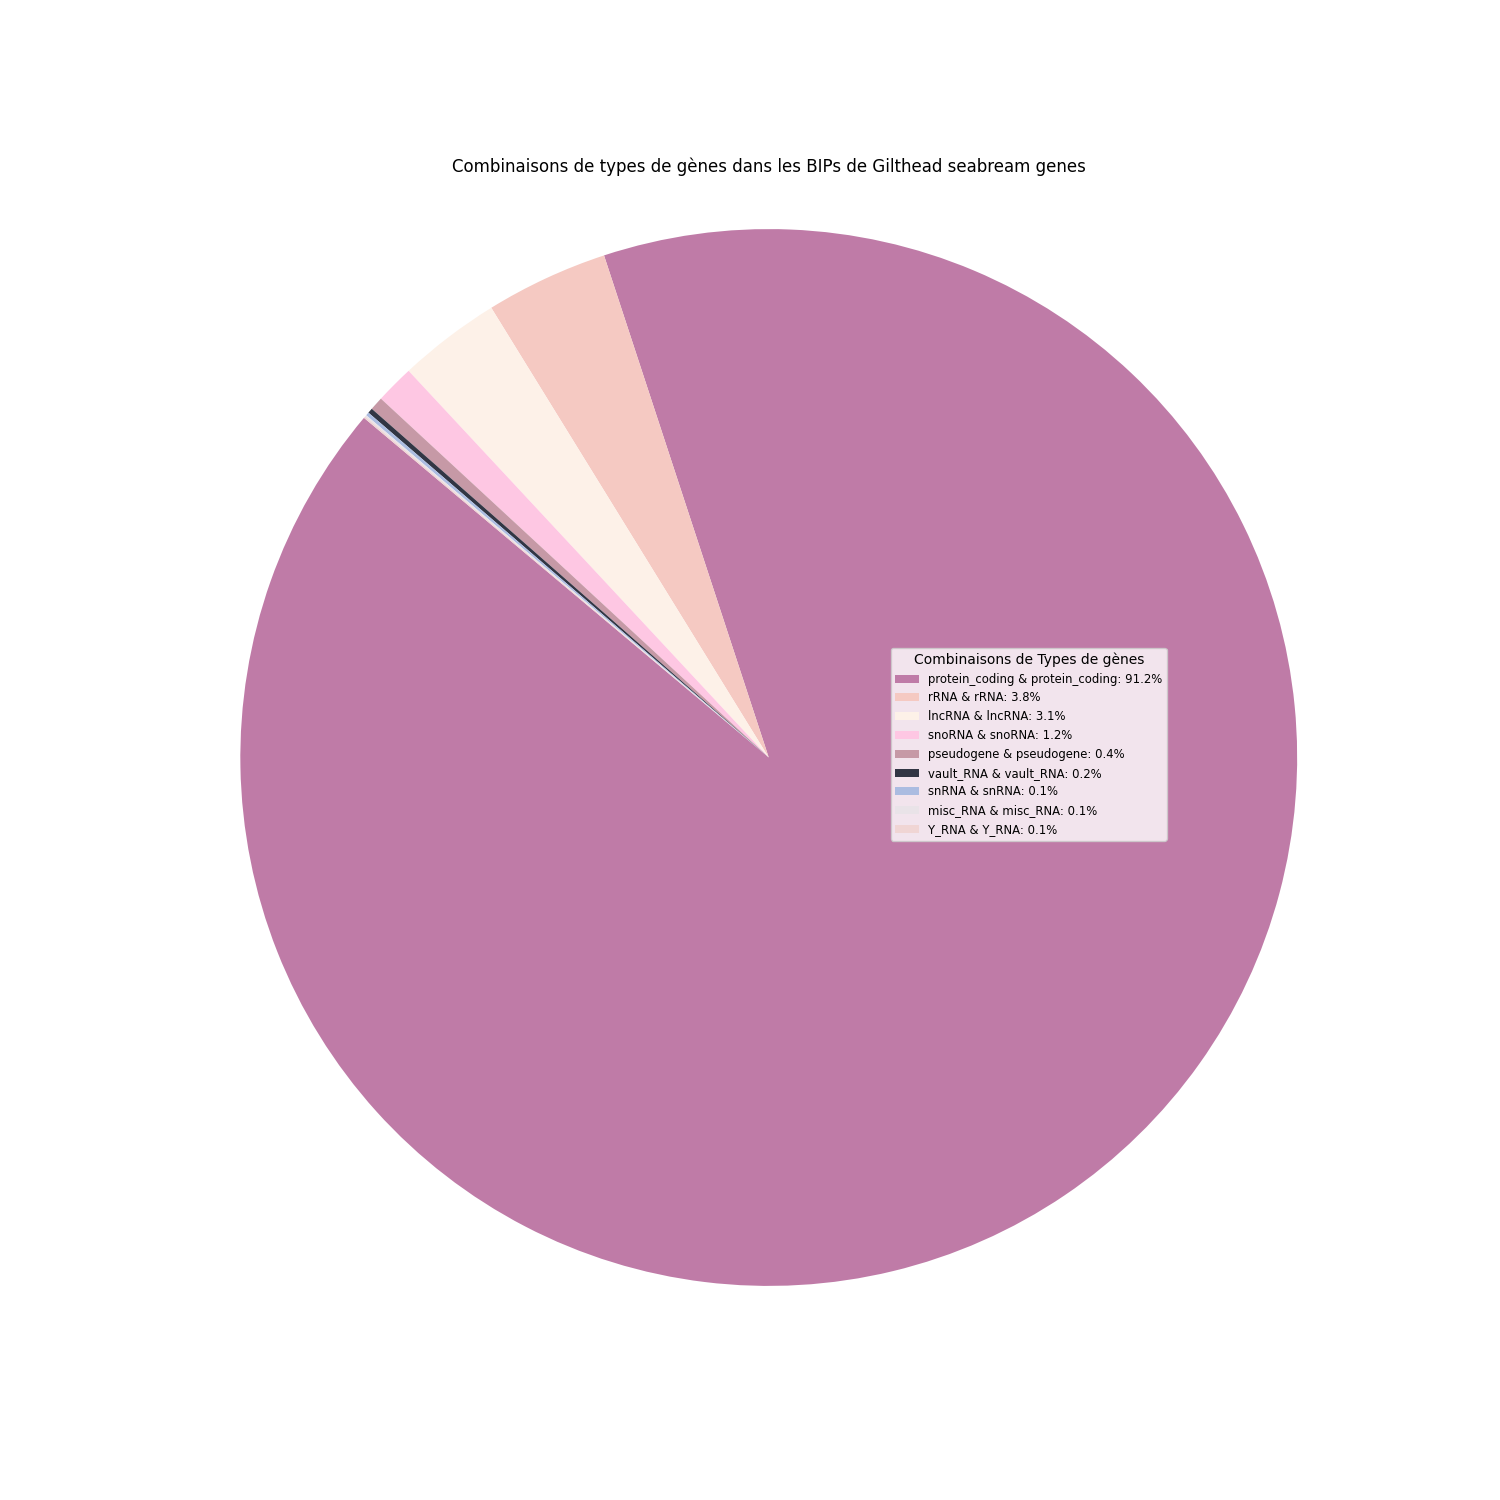 Combinaisons de types de gènes dans les BIPs de Gilthead seabream genes
Combinaisons de Types de gènes
protein_coding & protein_coding: 91.2%
rRNA & rRNA: 3.8%
lncRNA & lncRNA: 3.1%
snoRNA & snoRNA: 1.2%
pseudogene & pseudogene: 0.4%
vault_RNA & vault_RNA: 0.2%
snRNA & snRNA: 0.1%
misc_RNA & misc_RNA: 0.1%
Y_RNA & Y_RNA: 0.1%